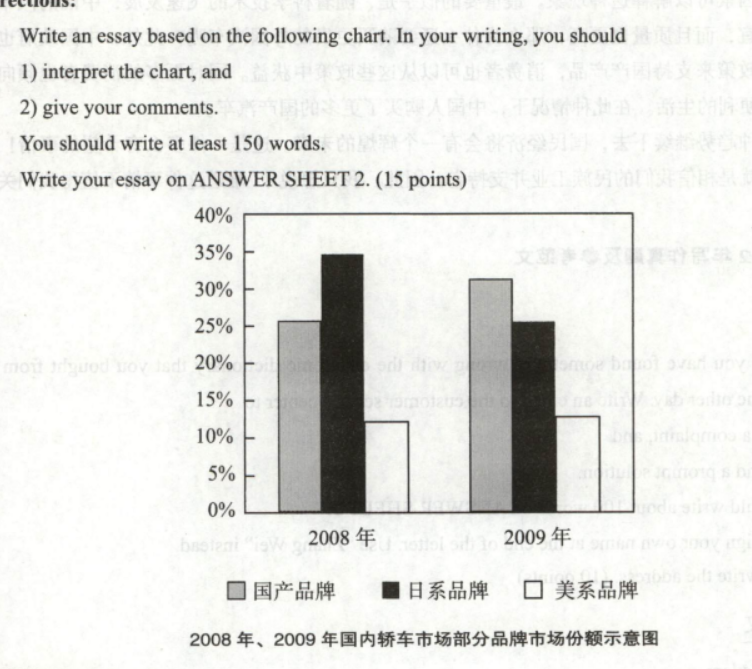 Directions:
Write an essay based on the following chart. In your writing, you should
1) interpret the chart, and
2) give your comments.
You should write at least 150 words.
Write your essay on ANSWER SHEET 2. (15 points)
40%
35%
30%
25%
20%
15%
10%
5%
0%
2008 年
2009 年
国产品牌 日系品牌 美系品牌
2008 年、2009 年国内轿车市场部分品牌市场份额示意图